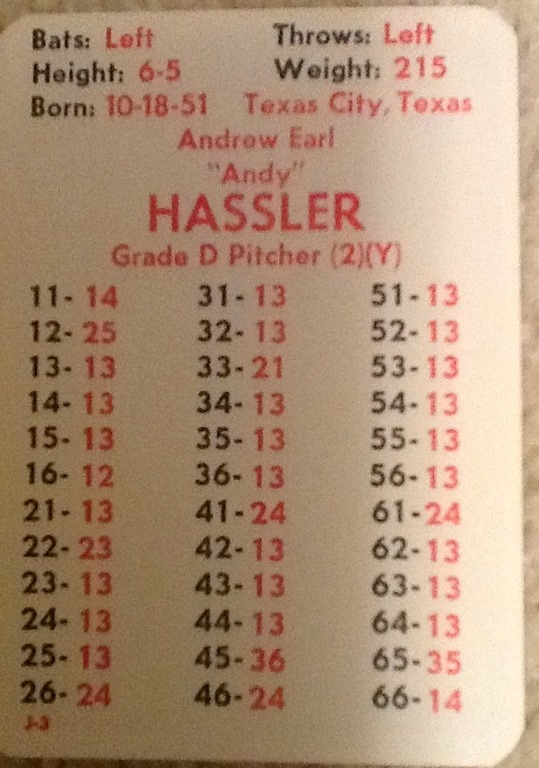 Bats: Left Throws: Left
Height: 6-5 Weight: 215
Born: 10-18-51 Texas City, Texas
Andrew Earl
"Andy"
HASSLER
Grade D Pitcher (2)(Y)
11- 14 31- 13 51- 13
12- 25 32- 13 52- 13
13- 13 33- 21 53- 13
14- 13 34- 13 54- 13
15- 13 35- 13 55- 13
16- 12 36- 13 56- 13
21- 13 41- 24 61- 24
22- 23 42- 13 62- 13
23- 13 43- 13 63- 13
24- 13 44- 13 64- 13
25- 13 45- 36 65- 35
26- 24 46- 24 66- 14
J-3